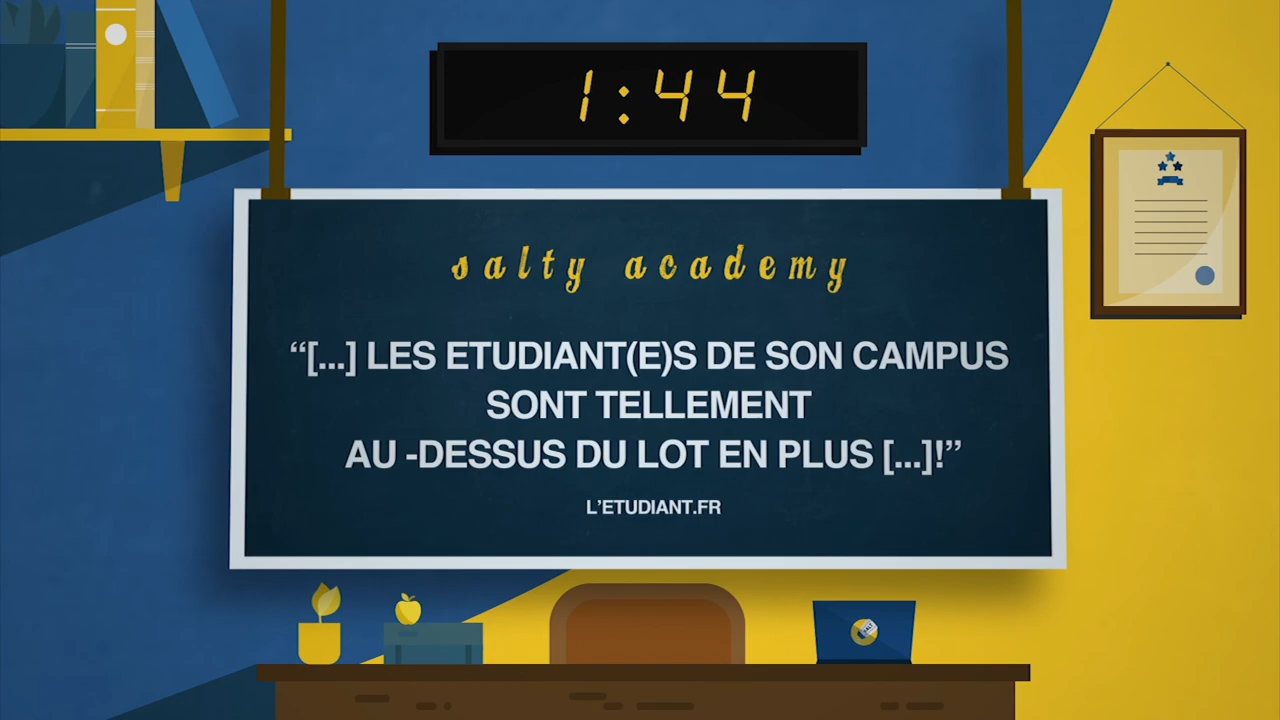 1:44
salty academy
“[...] LES ETUDIANT(E)S DE SON CAMPUS
SONT TELLEMENT
AU -DESSUS DU LOT EN PLUS [...]!”
L’ETUDIANT.FR